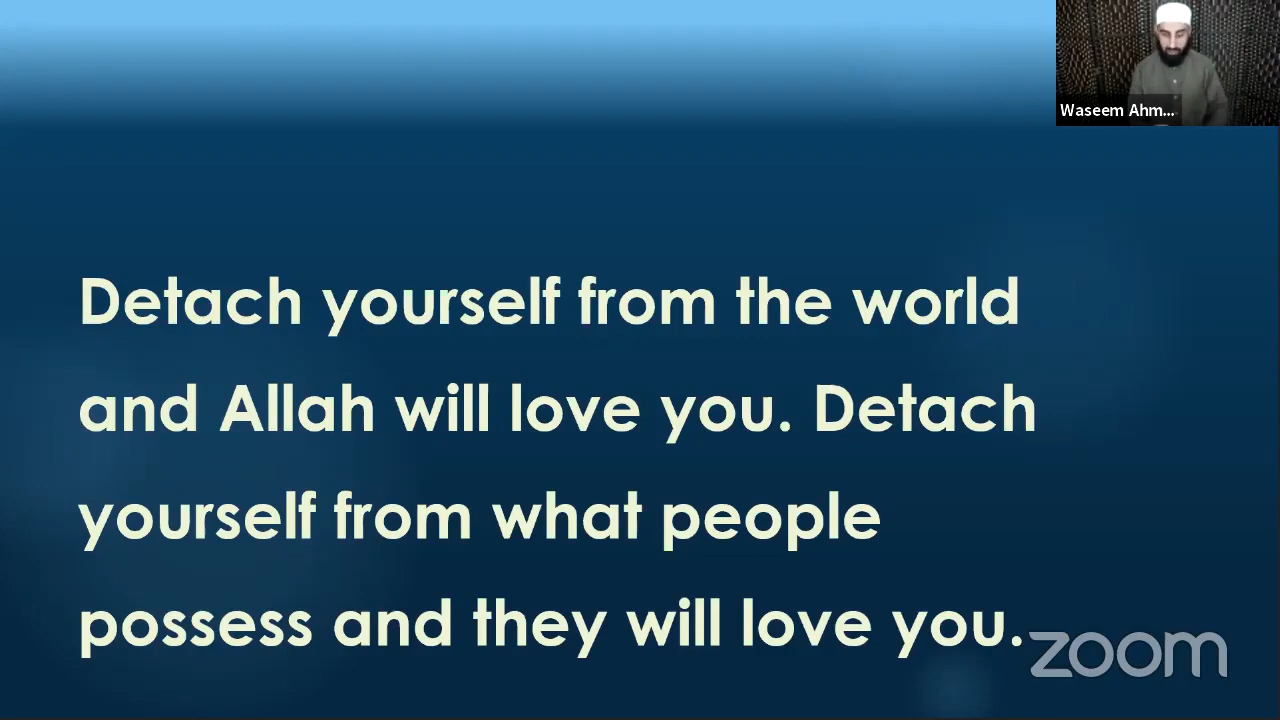 Waseem Ahm...
Detach yourself from the world
and Allah will love you. Detach
yourself from what people
possess and they will love you.
zoom